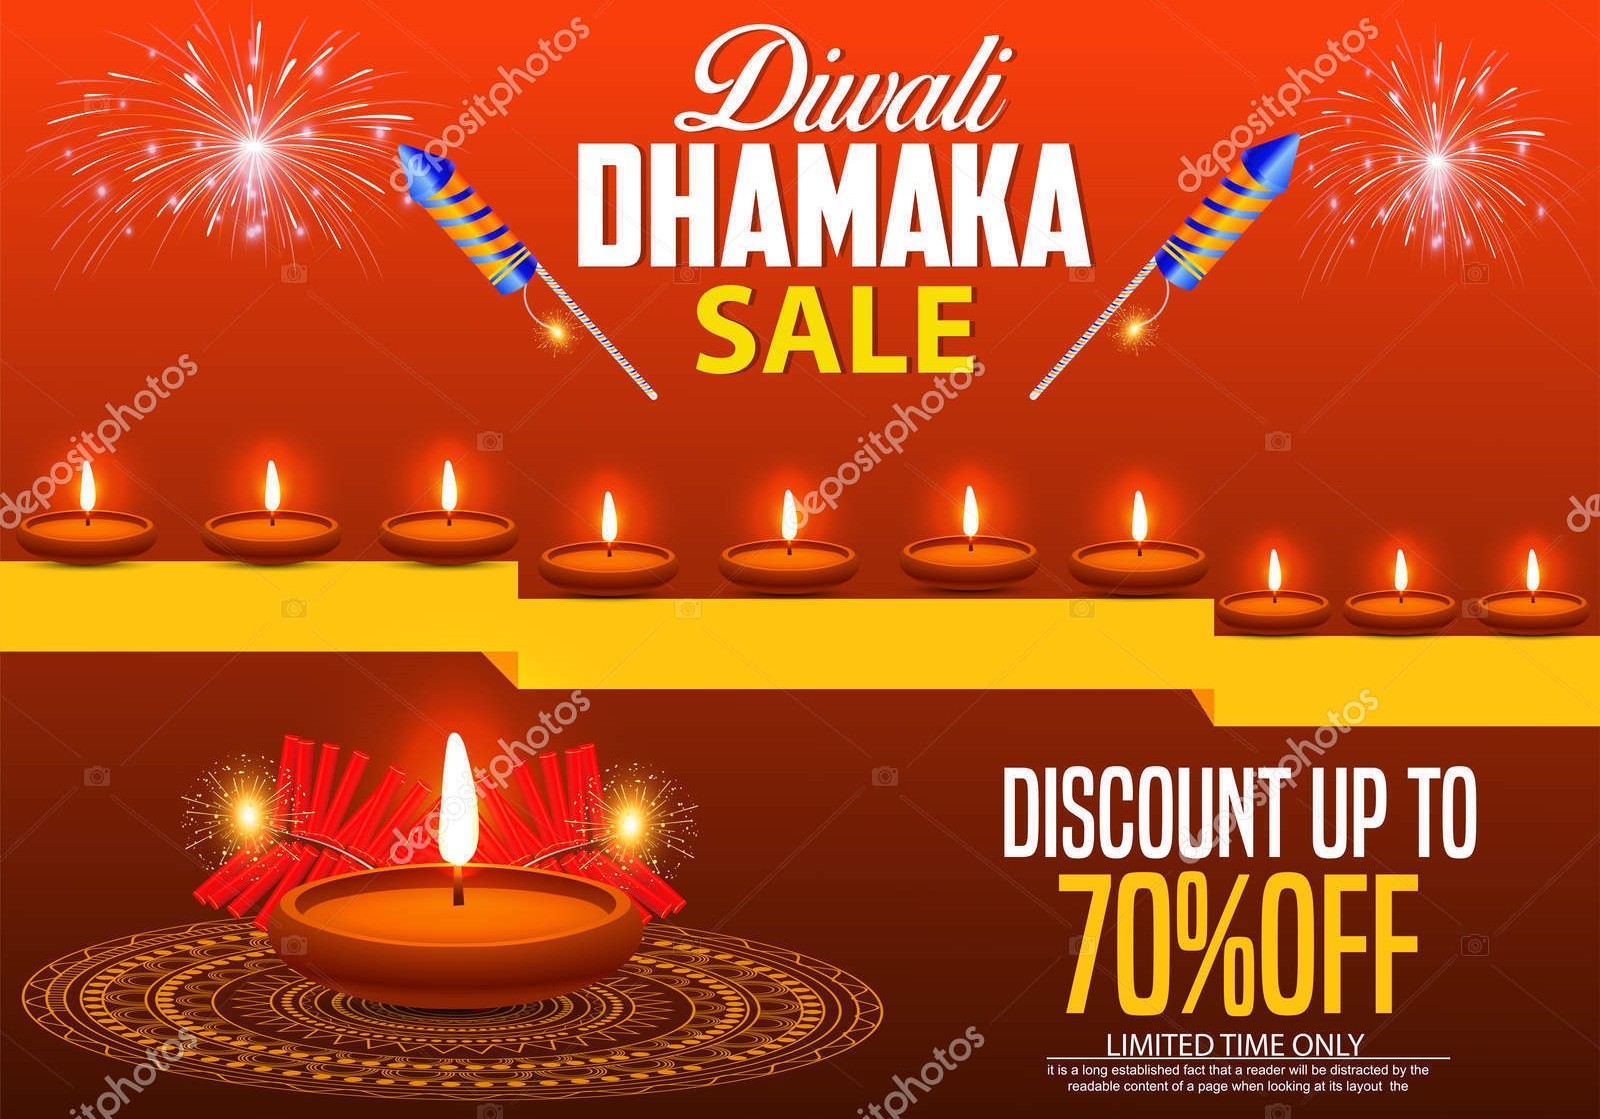 Diwali
DHAMAKA
SALE
DISCOUNT UP TO
70%OFF
LIMITED TIME ONLY
it is a long established fact that a reader will be distracted by the
readable content of a page when looking at its layout the
depositphotos